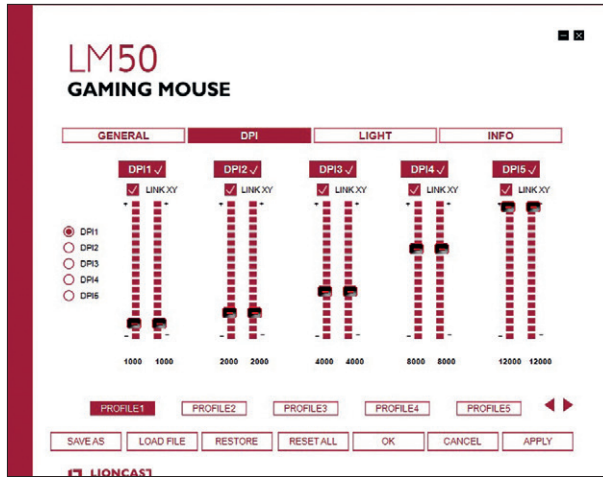 LM50
GAMING MOUSE
GENERAL DPI LIGHT INFO
DPI1 DPI2 DPI3 DPI4 DPI5
LINK XY LINK XY LINK XY LINK XY LINK XY
+ + + + + + + + + +
DPI1
DPI2
DPI3
DPI4
DPI5
- - - - - - - - - -
1000 1000 2000 2000 4000 4000 8000 8000 12000 12000
PROFILE1 PROFILE2 PROFILE3 PROFILE4 PROFILE5
SAVE AS LOAD FILE RESTORE RESET ALL OK CANCEL APPLY
LIONCAST